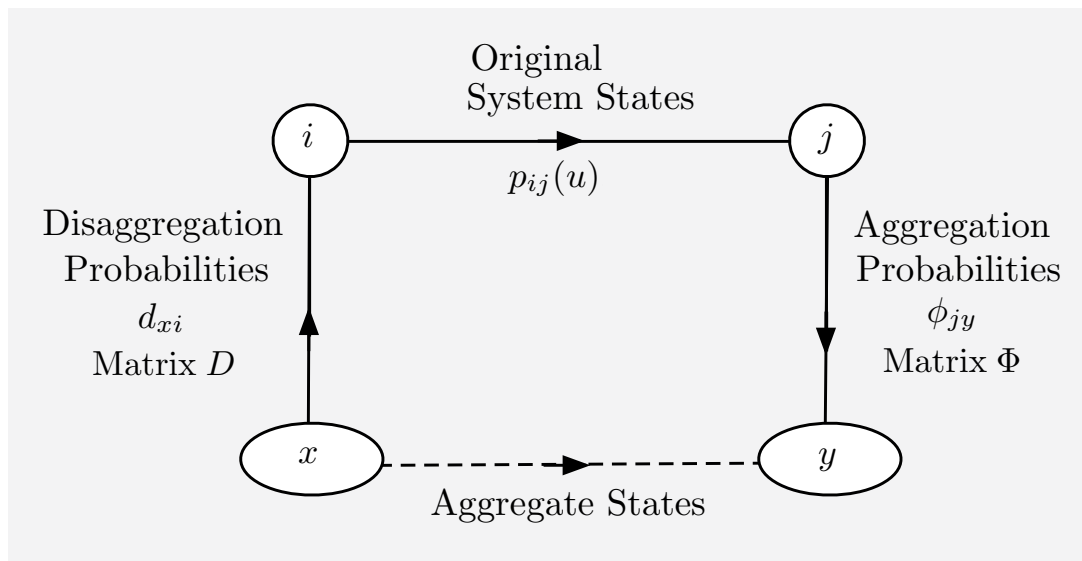 Original
System States
i
j
p_{ij}(u)
Disaggregation
Probabilities
d_{xi}
Matrix D
Aggregation
Probabilities
ϕ_{jy}
Matrix Φ
x
y
Aggregate States